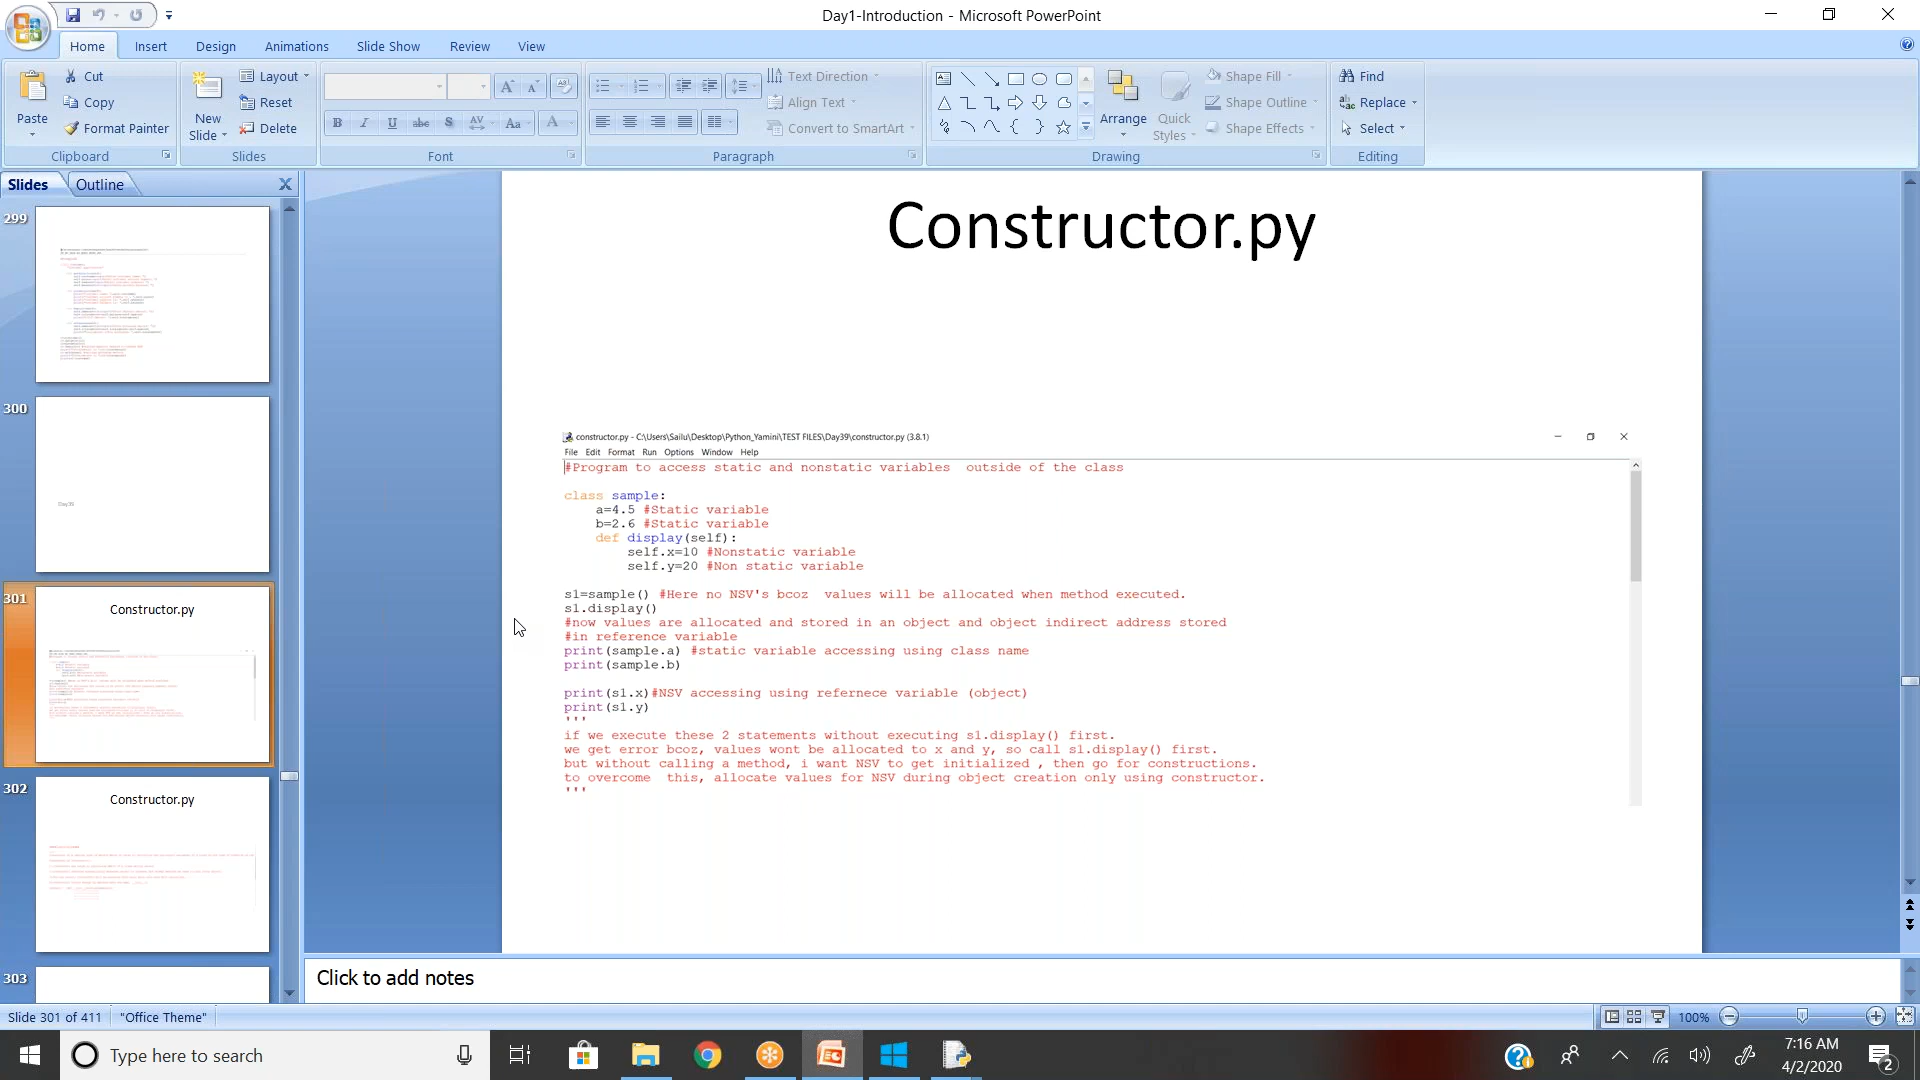 Day1-Introduction - Microsoft PowerPoint
Home Insert Design Animations Slide Show Review View
Paste
Cut
Copy
Format Painter
Clipboard
New Slide
Layout
Reset
Delete
Slides
Font
Text Direction
Align Text
Convert to SmartArt
Paragraph
Arrange
Quick Styles
Shape Fill
Shape Outline
Shape Effects
Drawing
Find
Replace
Select
Editing
Slides Outline
299
300
Day39
301
Constructor.py
302
Constructor.py
303
Constructor.py
constructor.py - C:\Users\Sailu\Desktop\Python_Yamini\TEST FILES\Day39\constructor.py (3.8.1)
File Edit Format Run Options Window Help
#Program to access static and nonstatic variables  outside of the class
class sample:
    a=4.5 #Static variable
    b=2.6 #Static variable
    def display(self):
        self.x=10 #Nonstatic variable
        self.y=20 #Non static variable
s1=sample() #Here no NSV's bcoz  values will be allocated when method executed.
s1.display()
#now values are allocated and stored in an object and object indirect address stored
#in reference variable
print(sample.a) #static variable accessing using class name
print(sample.b)
print(s1.x)#NSV accessing using refernece variable (object)
print(s1.y)
'''
if we execute these 2 statements without executing s1.display() first.
we get error bcoz, values wont be allocated to x and y, so call s1.display() first.
but without calling a method, i want NSV to get initialized , then go for constructions.
to overcome  this, allocate values for NSV during object creation only using constructor.
'''
Click to add notes
Slide 301 of 411 "Office Theme" 100%
Type here to search
7:16 AM
4/2/2020
2